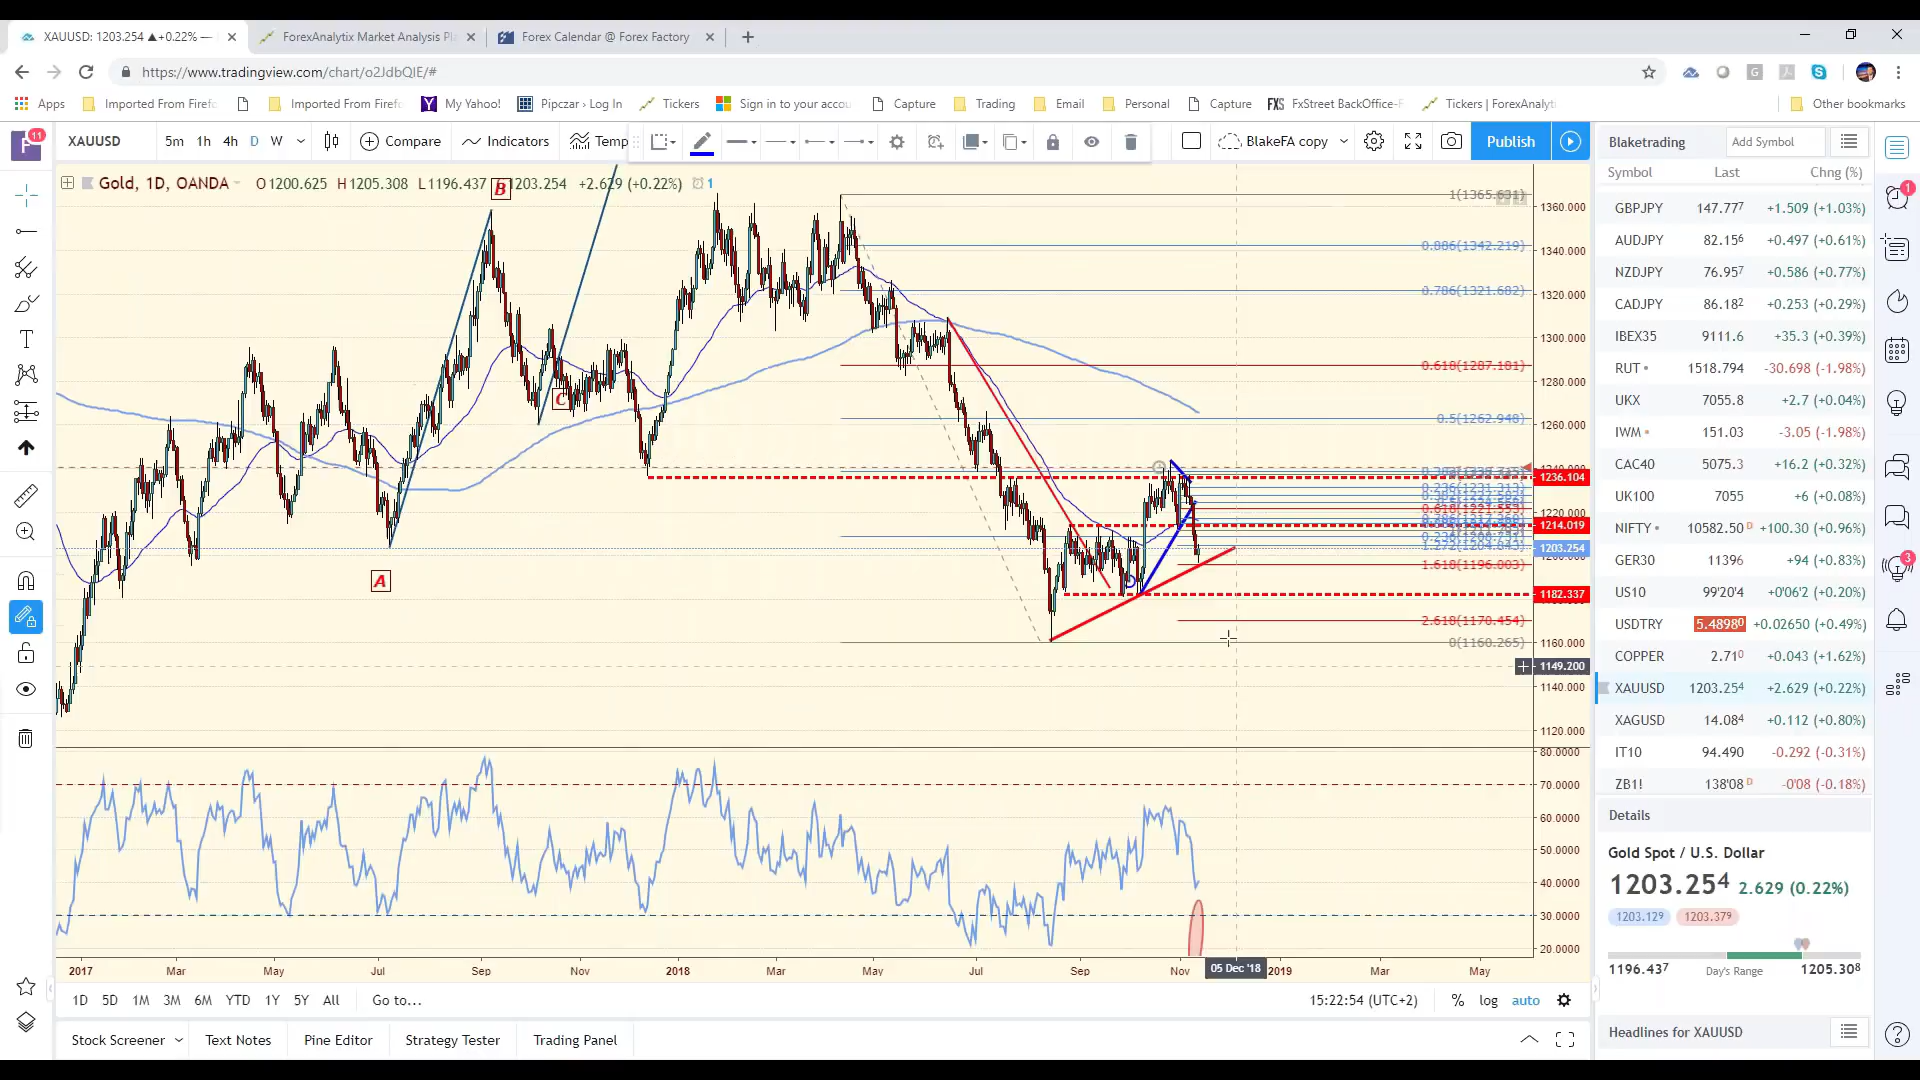 XAUUSD: 1203.254 ▲+0.22% —
ForexAnalytix Market Analysis Pl
Forex Calendar @ Forex Factory
https://www.tradingview.com/chart/o2JdbQIE/#
Apps
Imported From Firefo
Imported From Firefo
My Yahoo!
Pipczar › Log In
Tickers
Sign in to your accou
Capture
Trading
Email
Personal
Capture
FXS FxStreet BackOffice-F
Tickers | ForexAnalyti
Other bookmarks
11
XAUUSD
5m 1h 4h D W
Compare
Indicators
Temp
BlakeFA copy
Publish
Gold, 1D, OANDA
O1200.625 H1205.308 L1196.437 1203.254 +2.629 (+0.22%) 1
A
B
C
1(1365.631)
0.886(1342.219)
0.786(1321.682)
0.618(1287.181)
0.5(1262.948)
1.272(1204.843)
1.618(1196.003)
2.618(1170.454)
0(1160.265)
1360.000
1340.000
1320.000
1300.000
1280.000
1260.000
1236.104
1220.000
1214.019
1203.254
1182.337
1160.000
1149.200
1140.000
1120.000
80.0000
70.0000
60.0000
50.0000
40.0000
30.0000
20.0000
2017 Mar May Jul Sep Nov 2018 Mar May Jul Sep Nov 05 Dec '18 2019 Mar May
1D 5D 1M 3M 6M YTD 1Y 5Y All Go to...
15:22:54 (UTC+2) % log auto
Stock Screener
Text Notes
Pine Editor
Strategy Tester
Trading Panel
Blaketrading
Add Symbol
Symbol Last Chng (%)
GBPJPY 147.777 +1.509 (+1.03%)
AUDJPY 82.156 +0.497 (+0.61%)
NZDJPY 76.957 +0.586 (+0.77%)
CADJPY 86.182 +0.253 (+0.29%)
IBEX35 9111.6 +35.3 (+0.39%)
RUT 1518.794 -30.698 (-1.98%)
UKX 7055.8 +2.7 (+0.04%)
IWM 151.03 -3.05 (-1.98%)
CAC40 5075.3 +16.2 (+0.32%)
UK100 7055 +6 (+0.08%)
NIFTY 10582.50 D +100.30 (+0.96%)
GER30 11396 +94 (+0.83%)
US10 99'20'4 +0'06'2 (+0.20%)
USDTRY 5.48980 +0.02650 (+0.49%)
COPPER 2.710 +0.043 (+1.62%)
XAUUSD 1203.254 +2.629 (+0.22%)
XAGUSD 14.084 +0.112 (+0.80%)
IT10 94.490 -0.292 (-0.31%)
ZB1! 138'08 D -0'08 (-0.18%)
Details
Gold Spot / U.S. Dollar
1203.254 2.629 (0.22%)
1203.129 1203.379
1196.437 Day's Range 1205.308
Headlines for XAUUSD
1
3